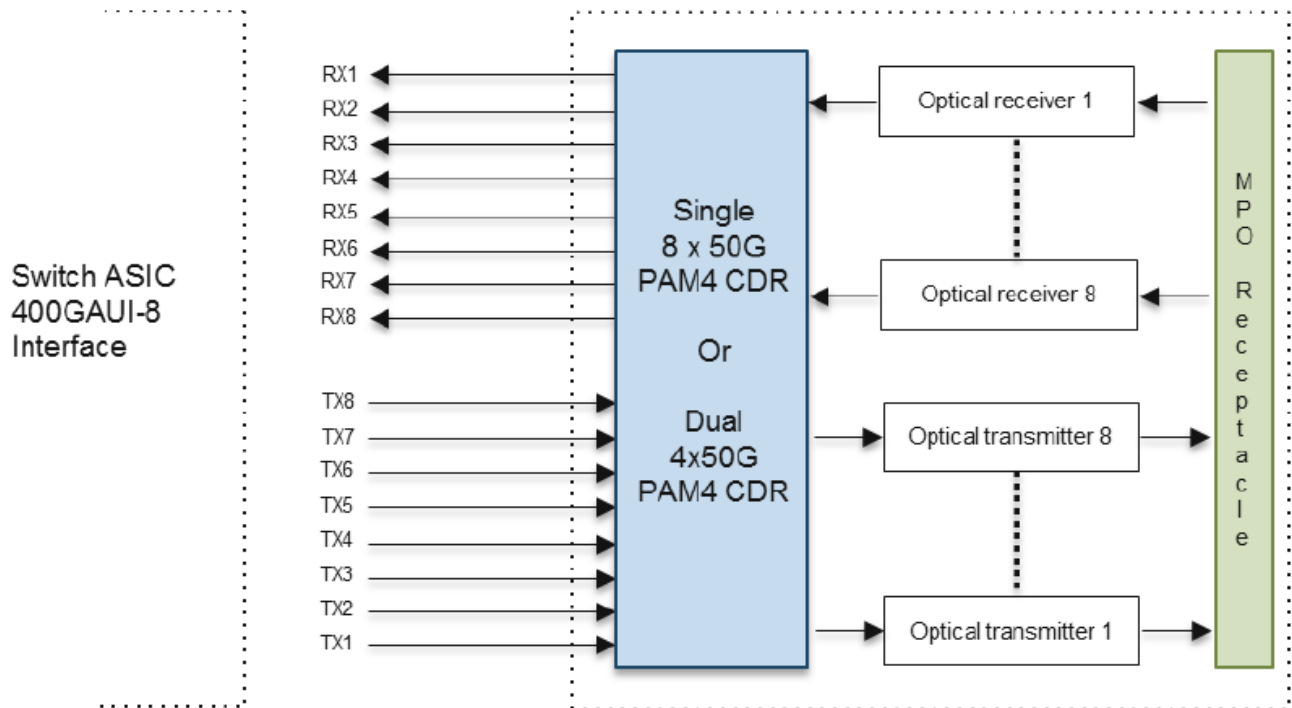 Switch ASIC
400GAUI-8
Interface
RX1
RX2
RX3
RX4
RX5
RX6
RX7
RX8
TX8
TX7
TX6
TX5
TX4
TX3
TX2
TX1
Single
8 x 50G
PAM4 CDR
Or
Dual
4x50G
PAM4 CDR
Optical receiver 1
Optical receiver 8
Optical transmitter 8
Optical transmitter 1
MPO Receptacle